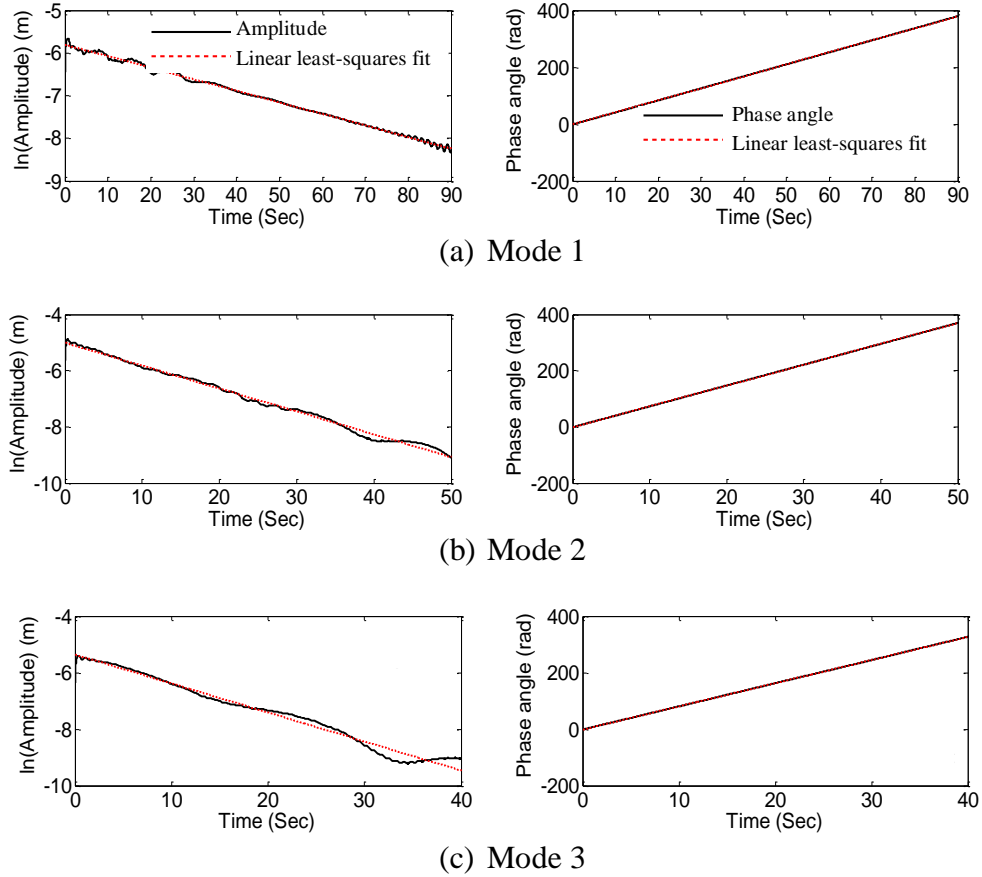 -5
-6
-7
-8
-9
ln(Amplitude) (m)
Amplitude
Linear least-squares fit
0 10 20 30 40 50 60 70 80 90
Time (Sec)
400
200
0
-200
Phase angle (rad)
Phase angle
Linear least-squares fit
0 10 20 30 40 50 60 70 80 90
Time (Sec)
(a) Mode 1
-4
-6
-8
-10
ln(Amplitude) (m)
0 10 20 30 40 50
Time (Sec)
400
200
0
-200
Phase angle (rad)
0 10 20 30 40 50
Time (Sec)
(b) Mode 2
-4
-6
-8
-10
ln(Amplitude) (m)
0 10 20 30 40
Time (Sec)
400
200
0
-200
Phase angle (rad)
0 10 20 30 40
Time (Sec)
(c) Mode 3